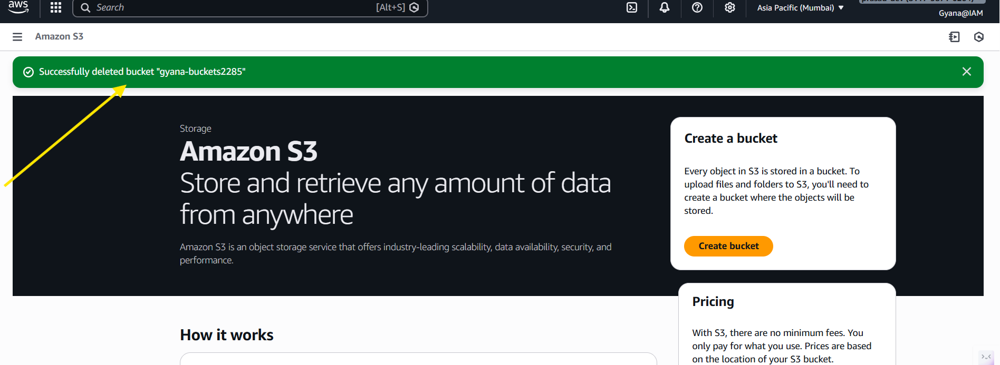 aws
Search
[Alt+S]
Asia Pacific (Mumbai)
Gyana@IAM
Amazon S3
Successfully deleted bucket "gyana-buckets2285"
Storage
Amazon S3
Store and retrieve any amount of data
from anywhere
Amazon S3 is an object storage service that offers industry-leading scalability, data availability, security, and
performance.
Create a bucket
Every object in S3 is stored in a bucket. To
upload files and folders to S3, you'll need to
create a bucket where the objects will be
stored.
Create bucket
Pricing
With S3, there are no minimum fees. You
only pay for what you use. Prices are based
on the location of your S3 bucket.
How it works